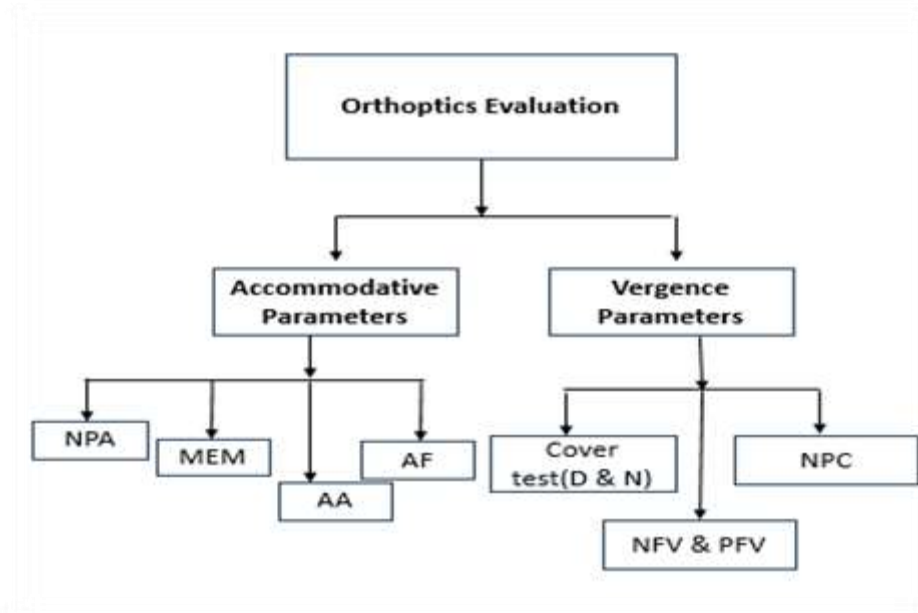 Orthoptics Evaluation
Accommodative
Parameters
Vergence
Parameters
NPA
MEM
AA
AF
Cover
test(D & N)
NFV & PFV
NPC